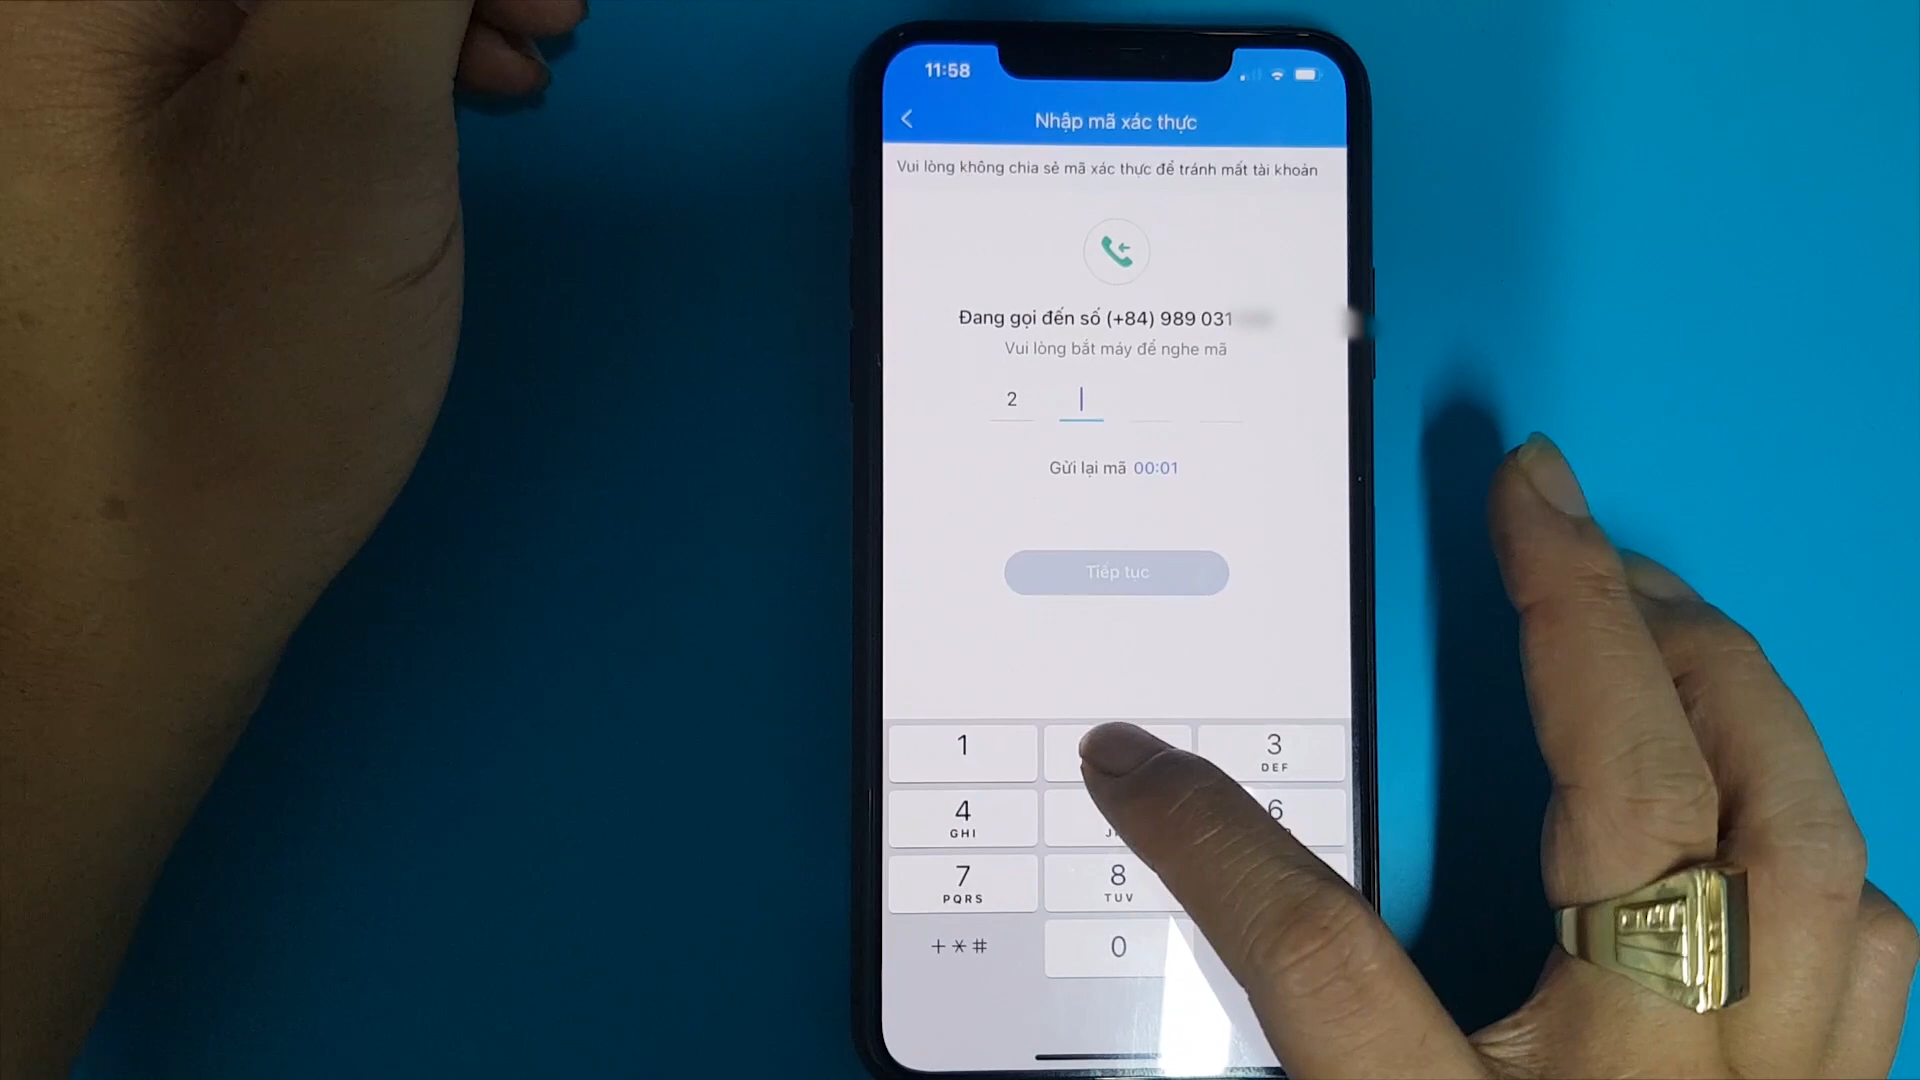 11:58
Nhập mã xác thực
Vui lòng không chia sẻ mã xác thực để tránh mất tài khoản
Đang gọi đến số (+84) 989 031
Vui lòng bắt máy để nghe mã
2
Gửi lại mã 00:01
Tiếp tục
1
3
DEF
4
GHI
6
7
PQRS
8
TUV
+*#
0